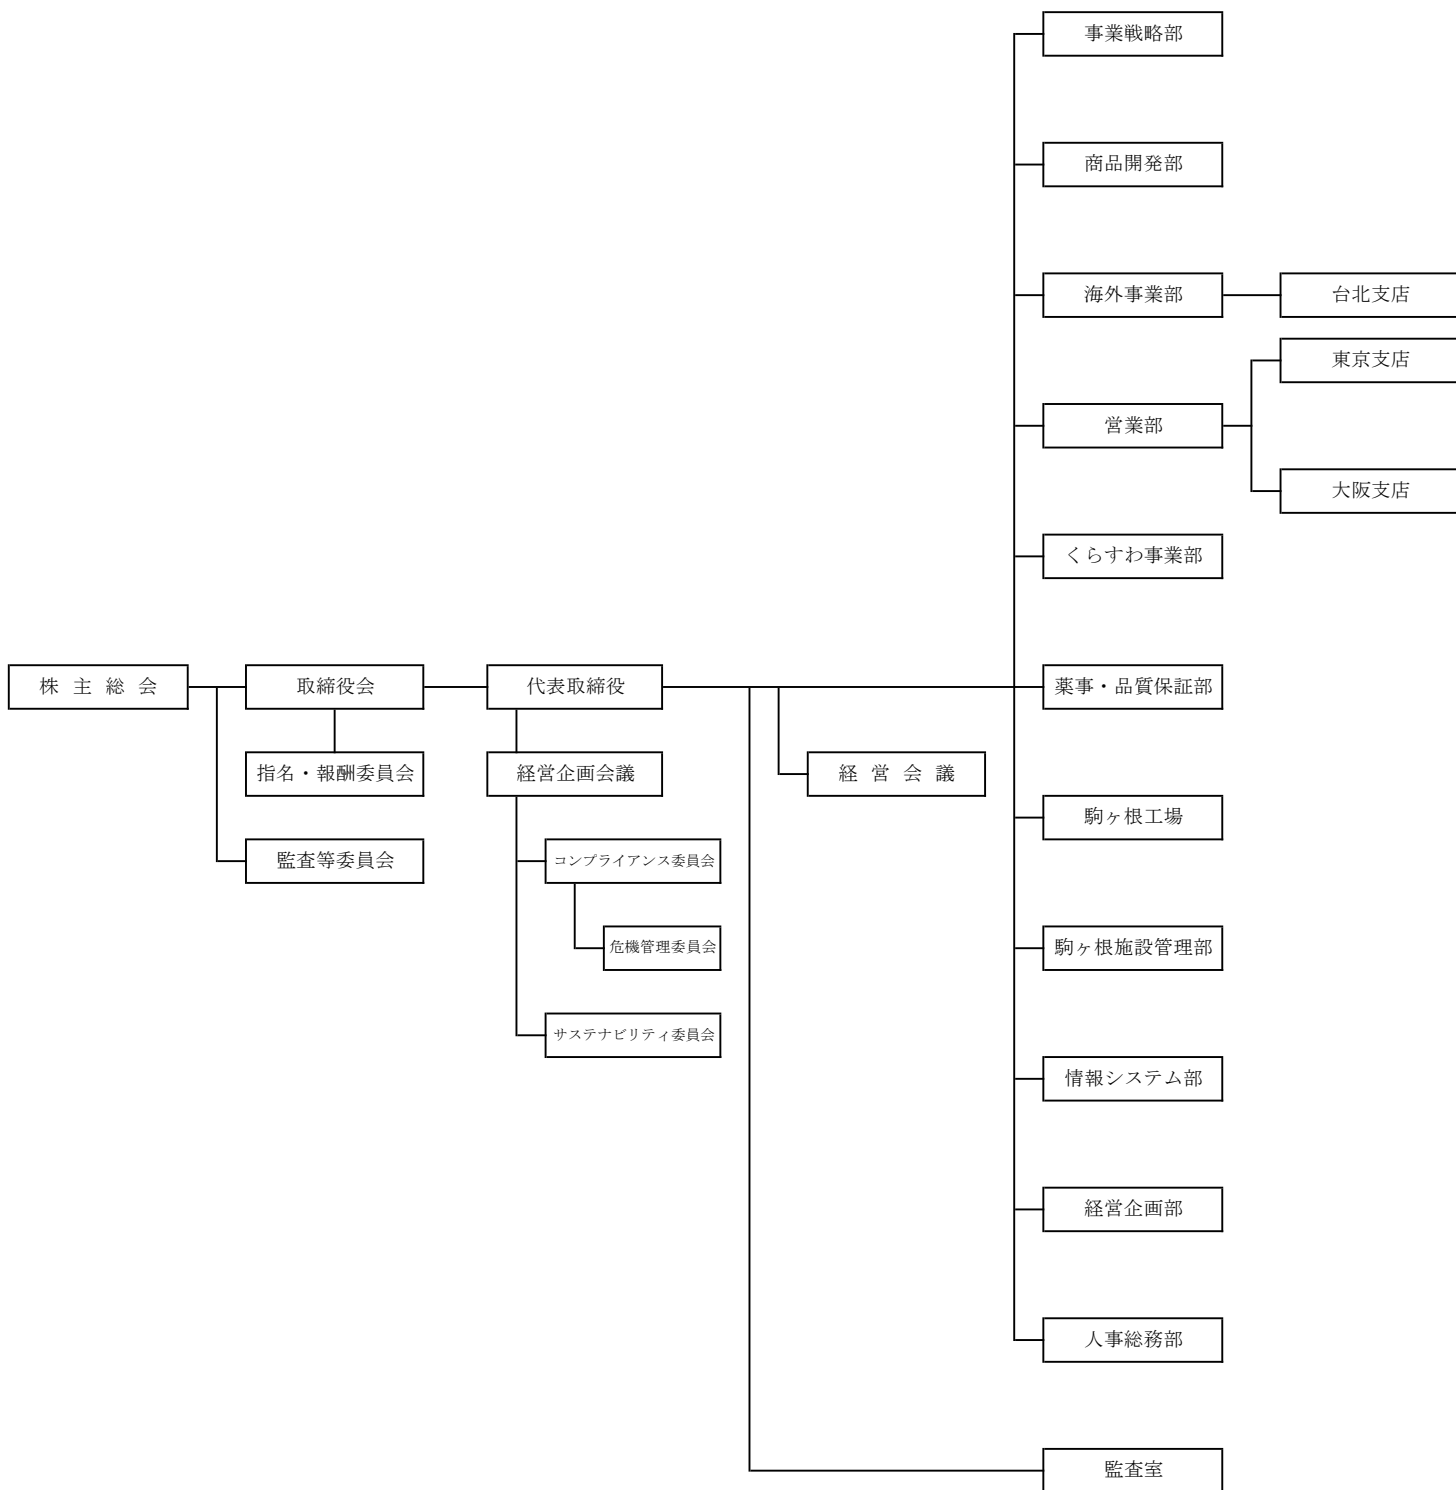 事業戦略部
商品開発部
海外事業部
台北支店
東京支店
営業部
大阪支店
くらすわ事業部
株 主 総 会
取締役会
代表取締役
薬事・品質保証部
指名・報酬委員会
経営企画会議
経 営 会 議
駒ヶ根工場
監査等委員会
コンプライアンス委員会
危機管理委員会
駒ヶ根施設管理部
サステナビリティ委員会
情報システム部
経営企画部
人事総務部
監査室